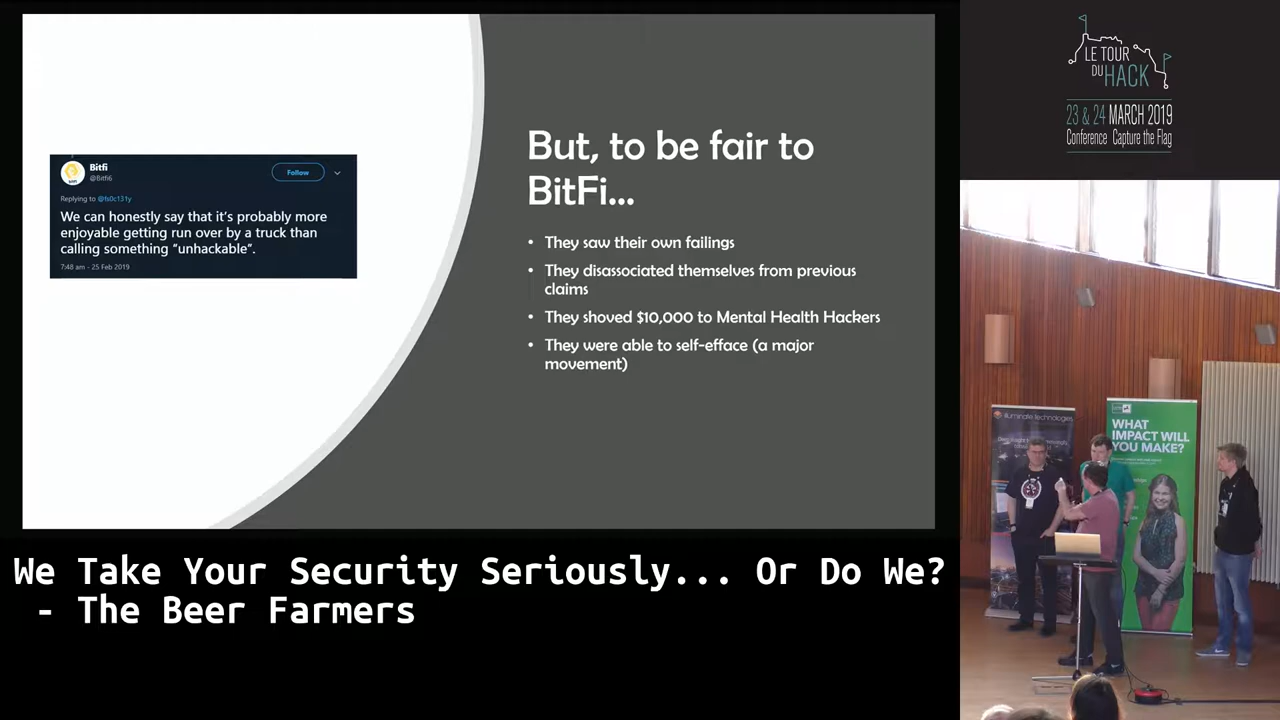 Bitfi
@Bitfi6
Follow
Replying to @fs0c131y
We can honestly say that it's probably more
enjoyable getting run over by a truck than
calling something “unhackable”.
7:48 am - 25 Feb 2019
But, to be fair to
BitFi...
• They saw their own failings
• They disassociated themselves from previous
claims
• They shoved $10,000 to Mental Health Hackers
• They were able to self-efface (a major
movement)
LE TOUR
DU HACK
23 & 24 MARCH 2019
Conference Capture the Flag
illuminate technologies
WHAT
IMPACT WILL
YOU MAKE?
We Take Your Security Seriously... Or Do We?
- The Beer Farmers